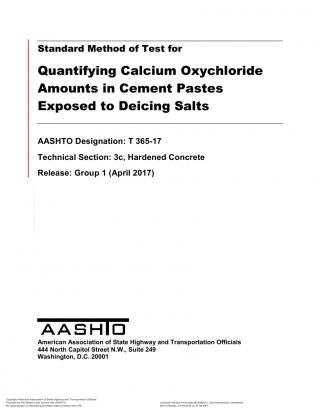 Standard Method of Test for
Quantifying Calcium Oxychloride
Amounts in Cement Pastes
Exposed to Deicing Salts
AASHTO Designation: T 365-17
Technical Section: 3c, Hardened Concrete
Release: Group 1 (April 2017)
AASHTO
American Association of State Highway and Transportation Officials
444 North Capitol Street N.W., Suite 249
Washington, D.C. 20001